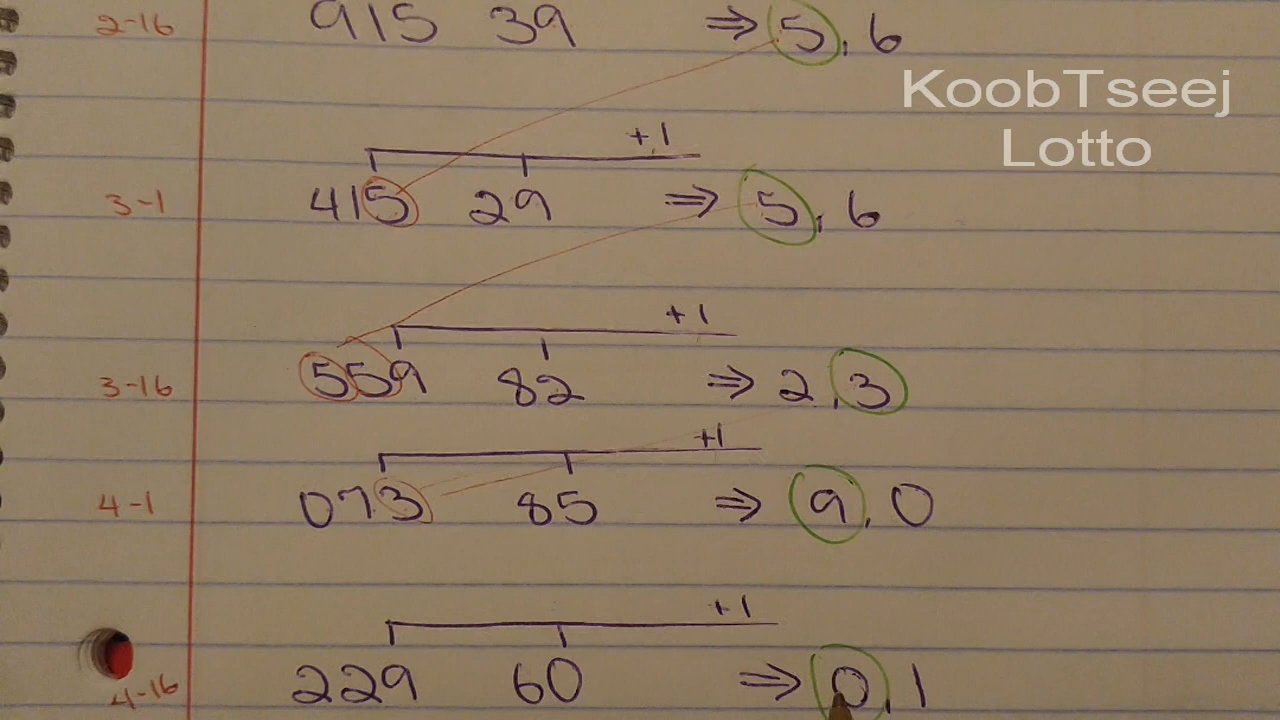 2-16 915 39 ⇒ 5, 6
KoobTseej
Lotto
+1
3-1 415 29 ⇒ 5, 6
+1
3-16 559 82 ⇒ 2, 3
+1
4-1 073 85 ⇒ 9, 0
+1
4-16 229 60 ⇒ 0, 1